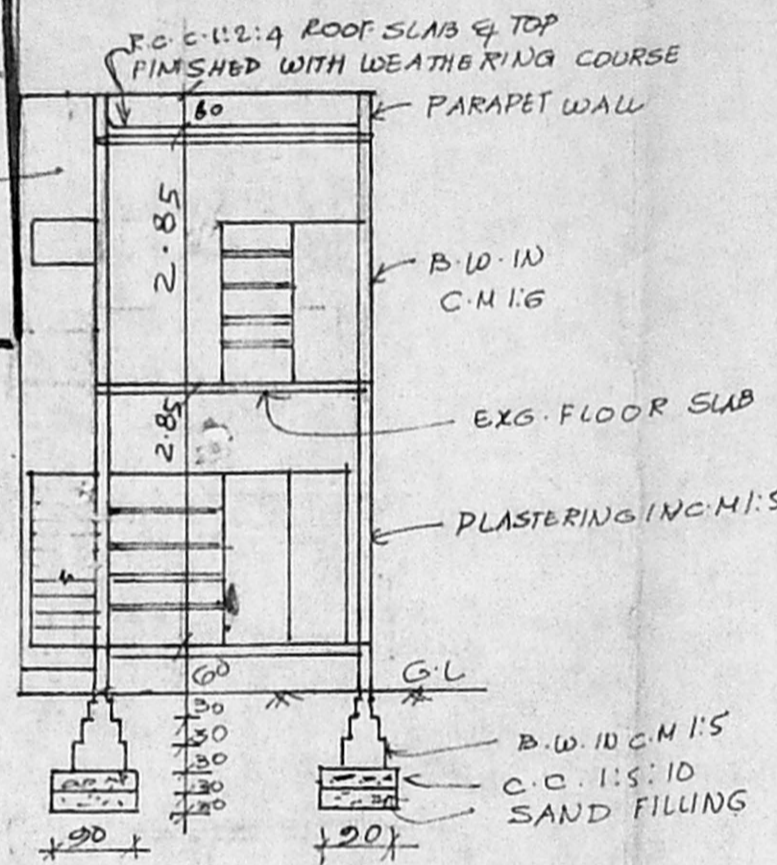 R.C.C.1:2:4 ROOF SLAB & TOP
FINISHED WITH WEATHERING COURSE
60
PARAPET WALL
2.85
B.W.IN
C.M 1:6
EXG.FLOOR SLAB
2.85
PLASTERING IN C.M 1:5
60
G.L
30
30
30
30
30
B.W. IN C.M 1:5
C.C. 1:5:10
SAND FILLING
90
90